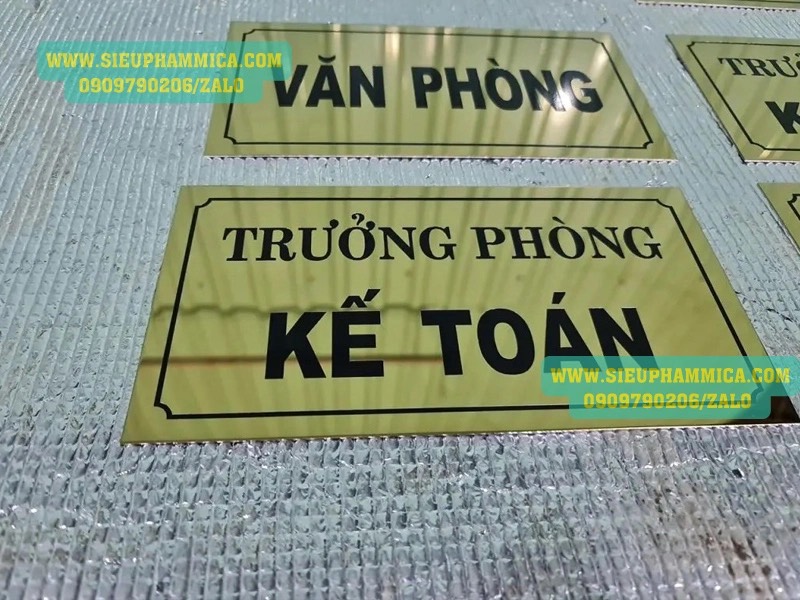 WWW.SIEUPHAMMICA.COM
0909790206/ZALO
VĂN PHÒNG
TRƯỞNG PHÒNG
KẾ TOÁN
WWW.SIEUPHAMMICA.COM
0909790206/ZALO